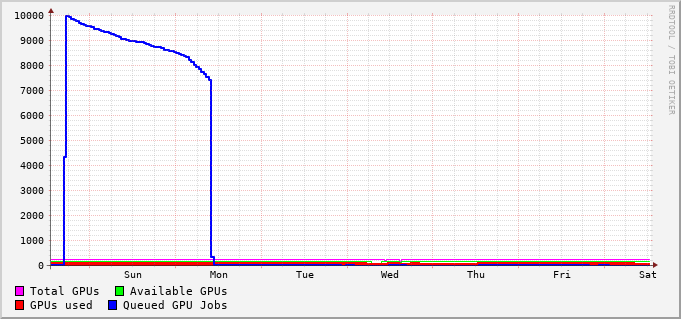 10000
9000
8000
7000
6000
5000
4000
3000
2000
1000
0
Sun Mon Tue Wed Thu Fri Sat
Total GPUs Available GPUs
GPUs used Queued GPU Jobs
RRDTOOL / TOBI OETIKER